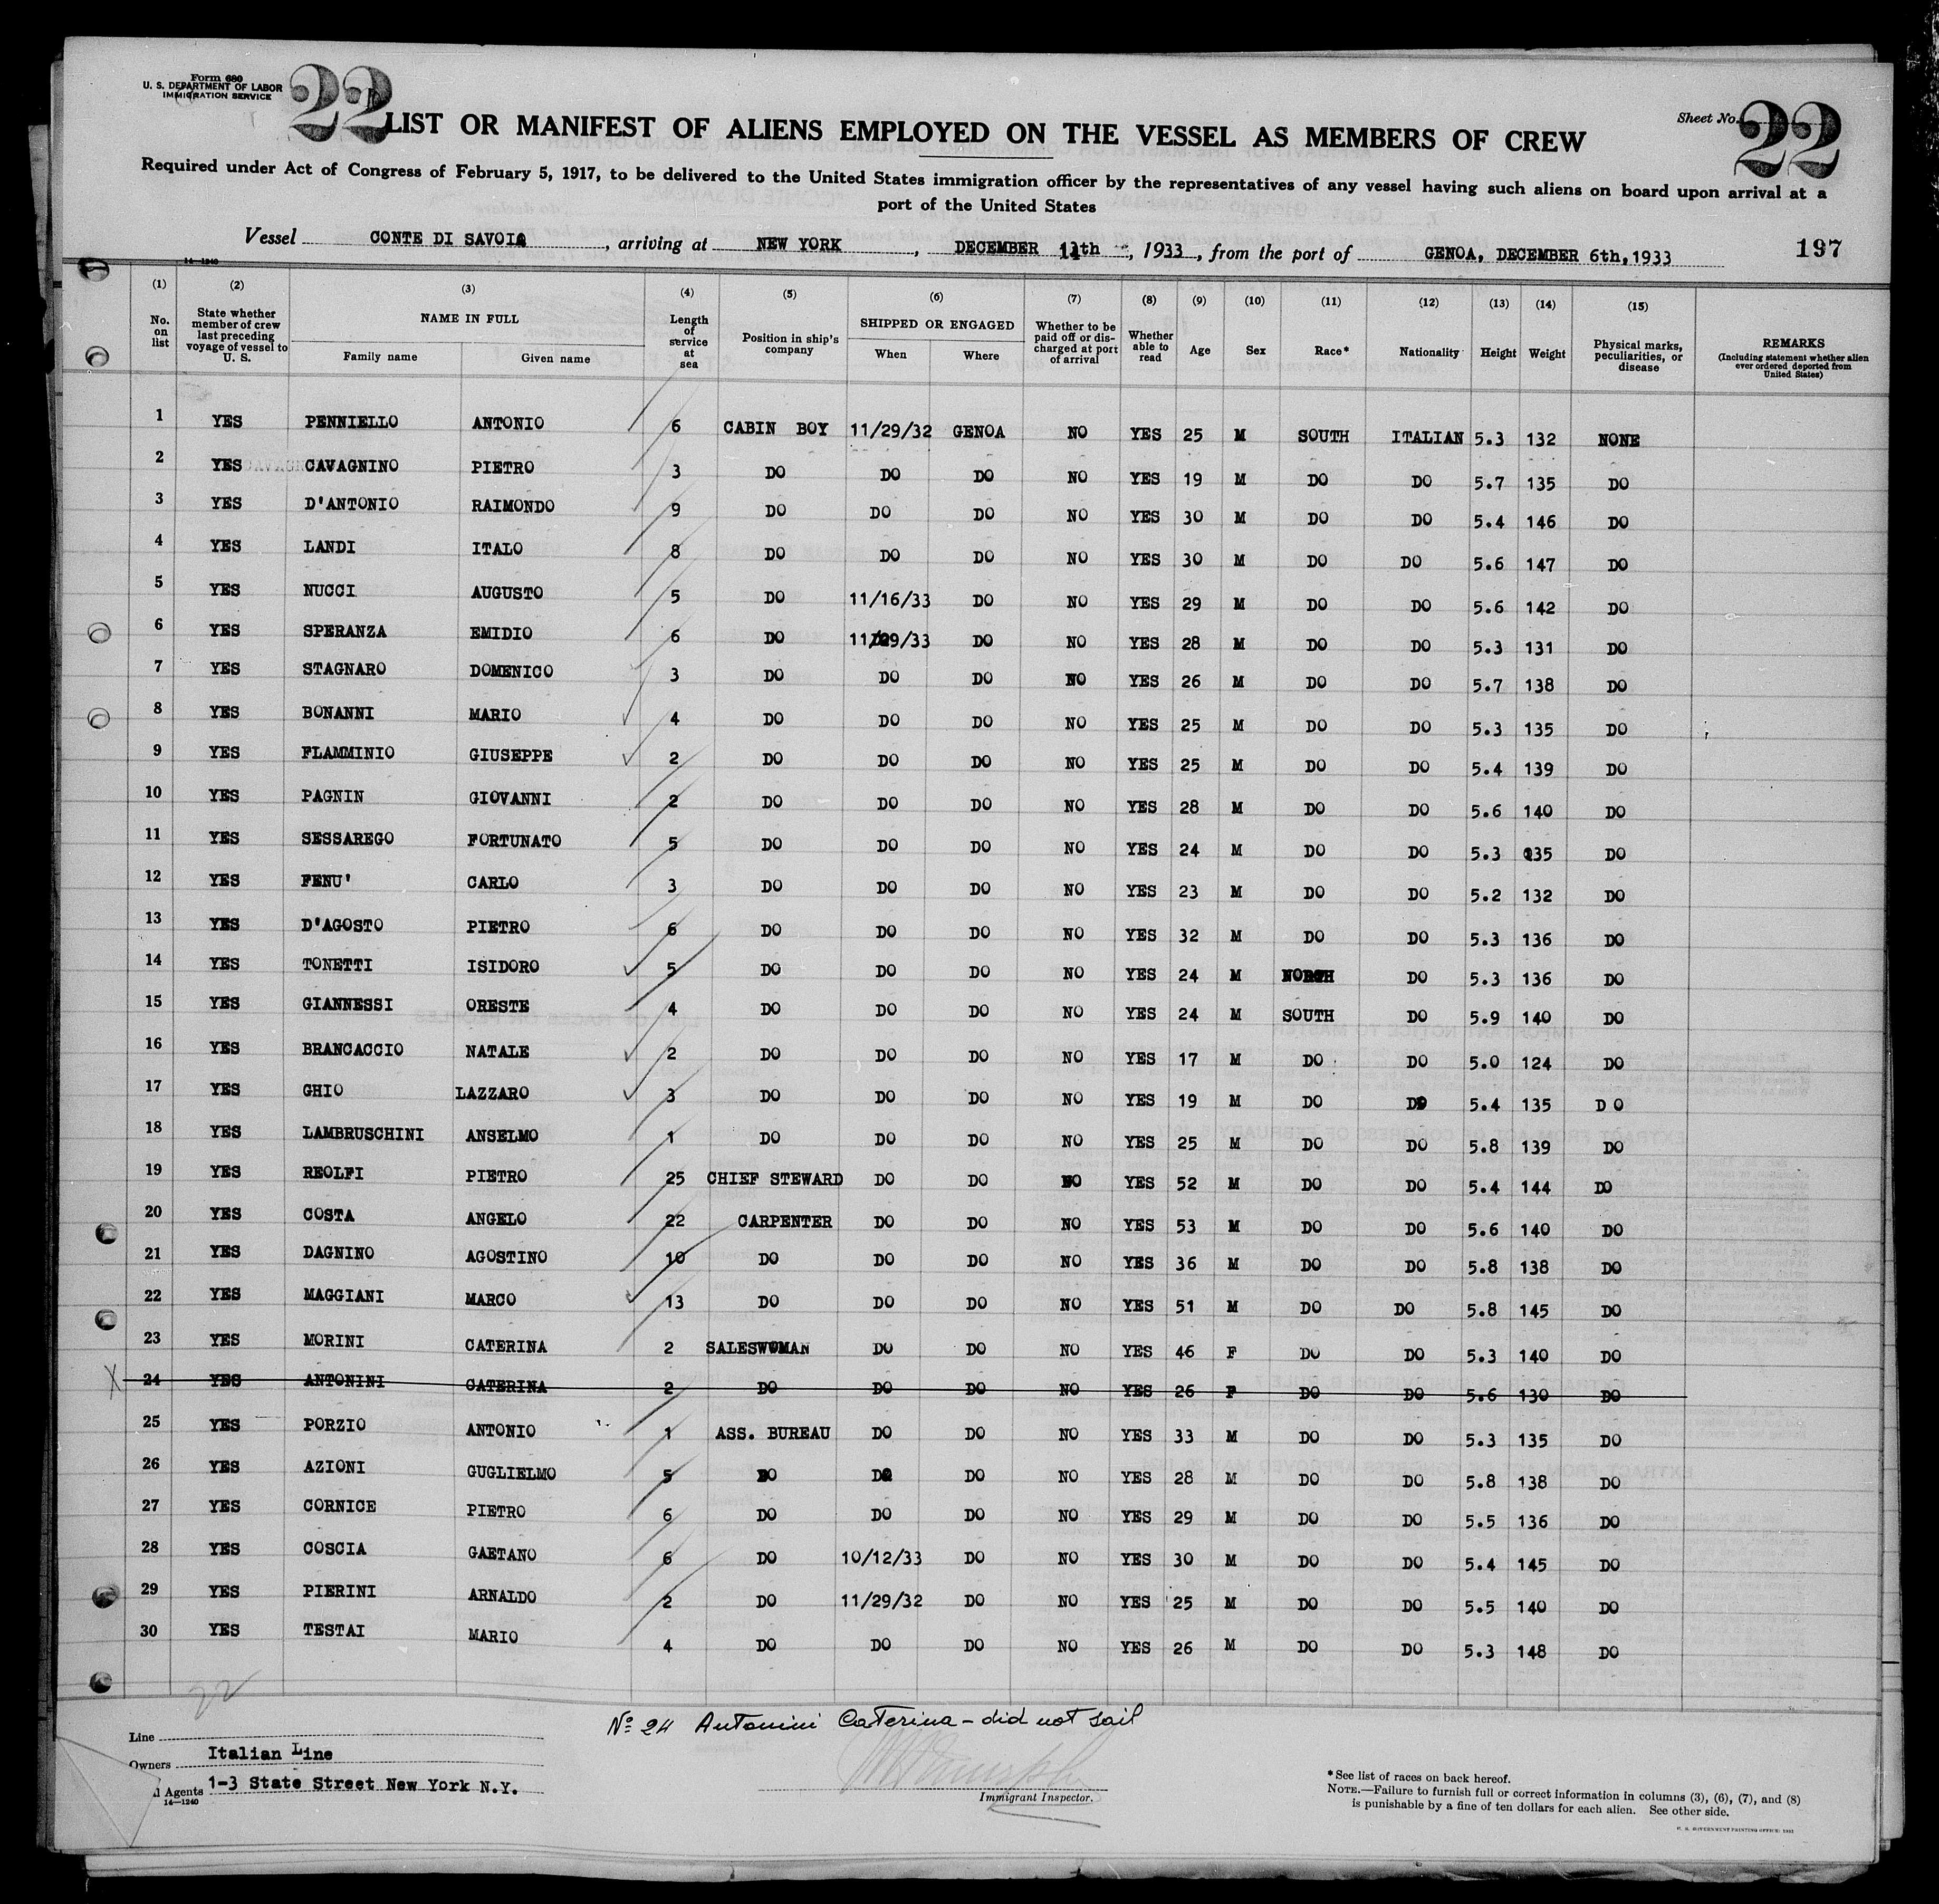 Form 680
U. S. DEPARTMENT OF LABOR
IMMIGRATION SERVICE
22
LIST OR MANIFEST OF ALIENS EMPLOYED ON THE VESSEL AS MEMBERS OF CREW
Sheet No. 22
Required under Act of Congress of February 5, 1917, to be delivered to the United States immigration officer by the representatives of any vessel having such aliens on board upon arrival at a
port of the United States
Vessel CONTE DI SAVOIA, arriving at NEW YORK, DECEMBER 11th, 1933, from the port of GENOA, DECEMBER 6th,1933 197
14-1240
(1) (2) (3) (4) (5) (6) (7) (8) (9) (10) (11) (12) (13) (14) (15)
No. on list
State whether member of crew last preceding voyage of vessel to U. S.
NAME IN FULL
Family name
Given name
Length of service at sea
Position in ship's company
SHIPPED OR ENGAGED
When
Where
Whether to be paid off or discharged at port of arrival
Whether able to read
Age
Sex
Race*
Nationality
Height
Weight
Physical marks, peculiarities, or disease
REMARKS
(Including statement whether alien ever ordered deported from United States)
1 YES PENNIELLO ANTONIO 6 CABIN BOY 11/29/32 GENOA NO YES 25 M SOUTH ITALIAN 5.3 132 NONE
2 YES CAVAGNINO PIETRO 3 DO DO DO NO YES 19 M DO DO 5.7 135 DO
3 YES D'ANTONIO RAIMONDO 9 DO DO DO NO YES 30 M DO DO 5.4 146 DO
4 YES LANDI ITALO 8 DO DO DO NO YES 30 M DO DO 5.6 147 DO
5 YES NUCCI AUGUSTO 5 DO 11/16/33 DO NO YES 29 M DO DO 5.6 142 DO
6 YES SPERANZA EMIDIO 6 DO 11/29/33 DO NO YES 28 M DO DO 5.3 131 DO
7 YES STAGNARO DOMENICO 3 DO DO DO NO YES 26 M DO DO 5.7 138 DO
8 YES BONANNI MARIO 4 DO DO DO NO YES 25 M DO DO 5.3 135 DO
9 YES FLAMMINIO GIUSEPPE 2 DO DO DO NO YES 25 M DO DO 5.4 139 DO
10 YES PAGNIN GIOVANNI 2 DO DO DO NO YES 28 M DO DO 5.6 140 DO
11 YES SESSAREGO FORTUNATO 5 DO DO DO NO YES 24 M DO DO 5.3 135 DO
12 YES FENU' CARLO 3 DO DO DO NO YES 23 M DO DO 5.2 132 DO
13 YES D'AGOSTO PIETRO 6 DO DO DO NO YES 32 M DO DO 5.3 136 DO
14 YES TONETTI ISIDORO 5 DO DO DO NO YES 24 M NORTH DO 5.3 136 DO
15 YES GIANNESSI ORESTE 4 DO DO DO NO YES 24 M SOUTH DO 5.9 140 DO
16 YES BRANCACCIO NATALE 2 DO DO DO NO YES 17 M DO DO 5.0 124 DO
17 YES GHIO LAZZARO 3 DO DO DO NO YES 19 M DO DO 5.4 135 D O
18 YES LAMBRUSCHINI ANSELMO 1 DO DO DO NO YES 25 M DO DO 5.8 139 DO
19 YES REOLFI PIETRO 25 CHIEF STEWARD DO DO NO YES 52 M DO DO 5.4 144 DO
20 YES COSTA ANGELO 22 CARPENTER DO DO NO YES 53 M DO DO 5.6 140 DO
21 YES DAGNINO AGOSTINO 10 DO DO DO NO YES 36 M DO DO 5.8 138 DO
22 YES MAGGIANI MARCO 13 DO DO DO NO YES 51 M DO DO 5.8 145 DO
23 YES MORINI CATERINA 2 SALESWOMAN DO DO NO YES 46 F DO DO 5.3 140 DO
X 24 YES ANTONINI CATERINA 2 DO DO DO NO YES 26 F DO DO 5.6 130 DO
25 YES PORZIO ANTONIO 1 ASS. BUREAU DO DO NO YES 33 M DO DO 5.3 135 DO
26 YES AZIONI GUGLIELMO 5 DO DO DO NO YES 28 M DO DO 5.8 138 DO
27 YES CORNICE PIETRO 6 DO DO DO NO YES 29 M DO DO 5.5 136 DO
28 YES COSCIA GAETANO 6 DO 10/12/33 DO NO YES 30 M DO DO 5.4 145 DO
29 YES PIERINI ARNALDO 2 DO 11/29/32 DO NO YES 25 M DO DO 5.5 140 DO
30 YES TESTAI MARIO 4 DO DO DO NO YES 26 M DO DO 5.3 148 DO
22
No 24 Antonini Caterina - did not sail
Line
Owners Italian Line
Agents 1-3 State Street New York N.Y.
14-1240
Immigrant Inspector.
*See list of races on back hereof.
NOTE.—Failure to furnish full or correct information in columns (3), (6), (7), and (8)
is punishable by a fine of ten dollars for each alien. See other side.
U. S. GOVERNMENT PRINTING OFFICE: 1933